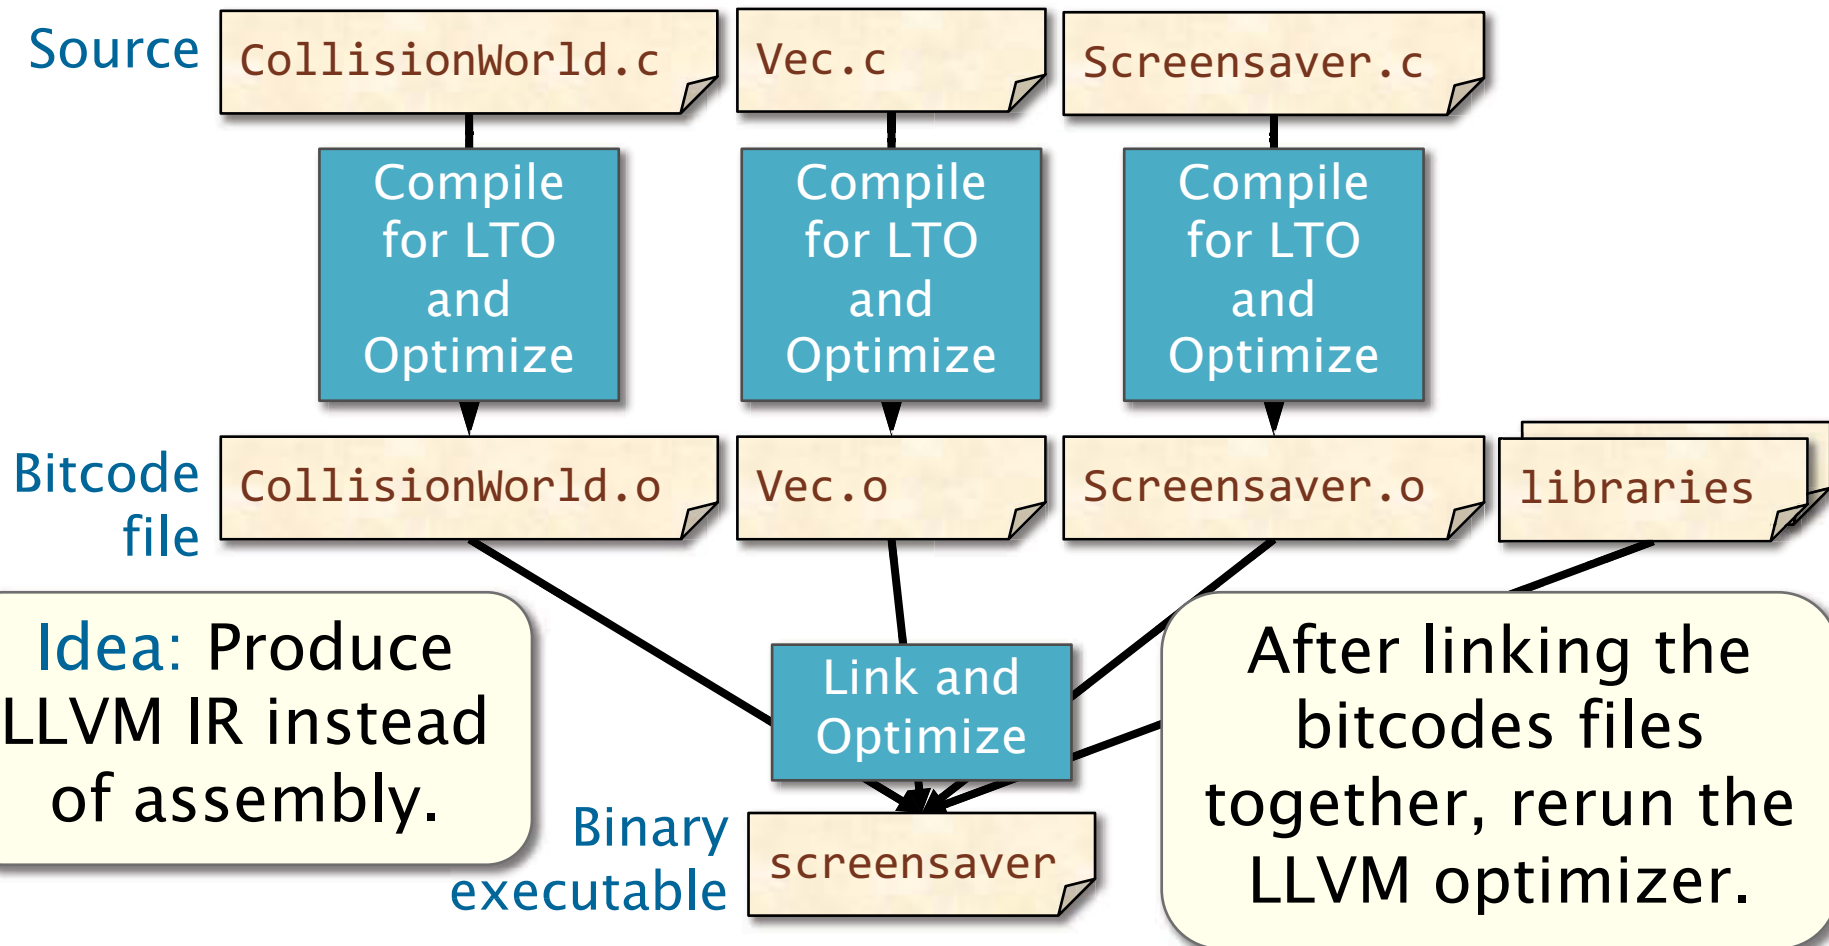 Source
CollisionWorld.c
Vec.c
Screensaver.c
Compile
for LTO
and
Optimize
Compile
for LTO
and
Optimize
Compile
for LTO
and
Optimize
Bitcode
file
CollisionWorld.o
Vec.o
Screensaver.o
libraries
Idea: Produce
LLVM IR instead
of assembly.
Link and
Optimize
After linking the
bitcodes files
together, rerun the
LLVM optimizer.
Binary
executable
screensaver